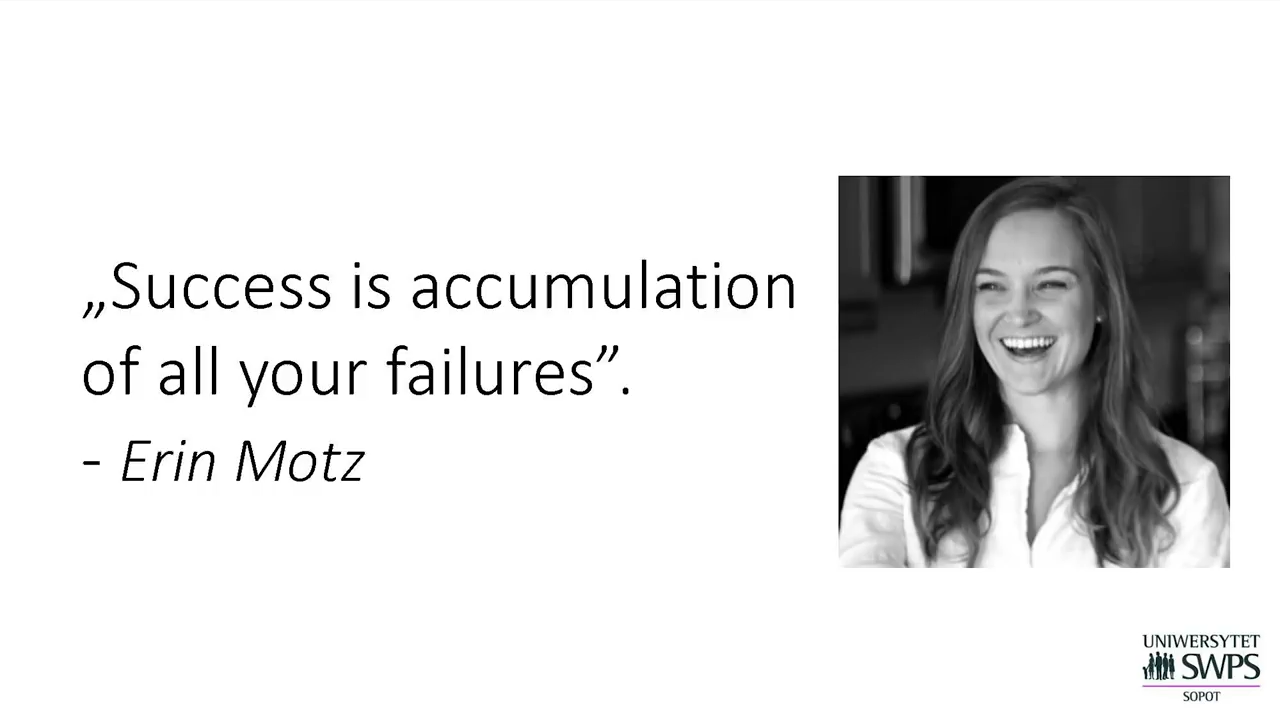 „Success is accumulation
of all your failures”.
- Erin Motz
UNIWERSYTET
SWPS
SOPOT